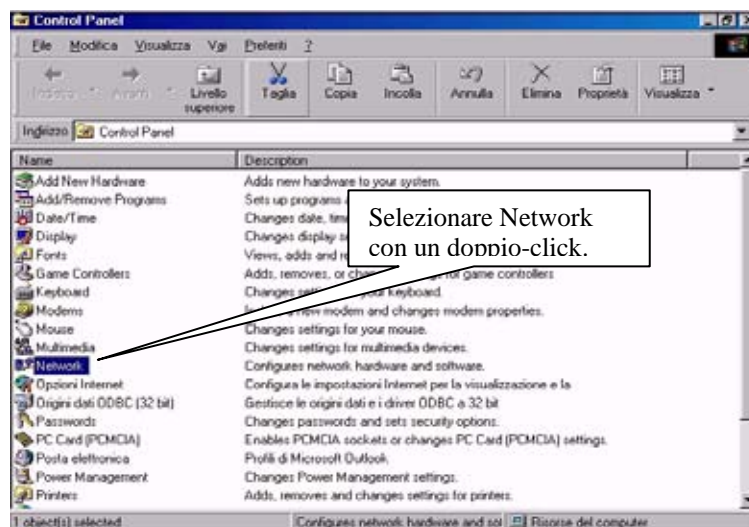 Control Panel
File Modifica Visualizza Vai Preferiti ?
Indietro Avanti Livello superiore Taglia Copia Incolla Annulla Elimina Proprietà Visualizza
Indirizzo Control Panel
Name Description
Add New Hardware Adds new hardware to your system.
Add/Remove Programs Sets up programs
Date/Time Changes date, time
Display Changes display
Fonts Views, adds and
Game Controllers Adds, removes, or for game controllers
Keyboard Changes your keyboard.
Modems new modem and changes modem properties.
Mouse Changes settings for your mouse.
Multimedia Changes settings for multimedia devices.
Network Configures network hardware and software.
Opzioni Internet Configura le impostazioni Internet per la visualizzazione e la
Origini dati ODBC (32 bit) Gestisce le origini dati e i driver ODBC a 32 bit
Passwords Changes passwords and sets security options.
PC Card (PCMCIA) Enables PCMCIA sockets or changes PC Card (PCMCIA) settings.
Posta elettronica Profili di Microsoft Outlook.
Power Management Changes Power Management settings.
Printers Adds, removes and changes settings for printers.
1 object(s) selected Configures network hardware and sof Risorse del computer
Selezionare Network
con un doppio-click.